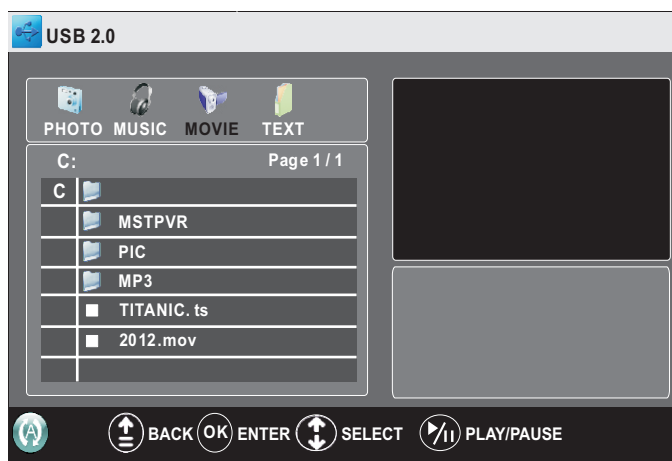 USB 2.0
PHOTO MUSIC MOVIE TEXT
C: Page 1 / 1
C
MSTPVR
PIC
MP3
TITANIC. ts
2012.mov
A BACK OK ENTER SELECT PLAY/PAUSE